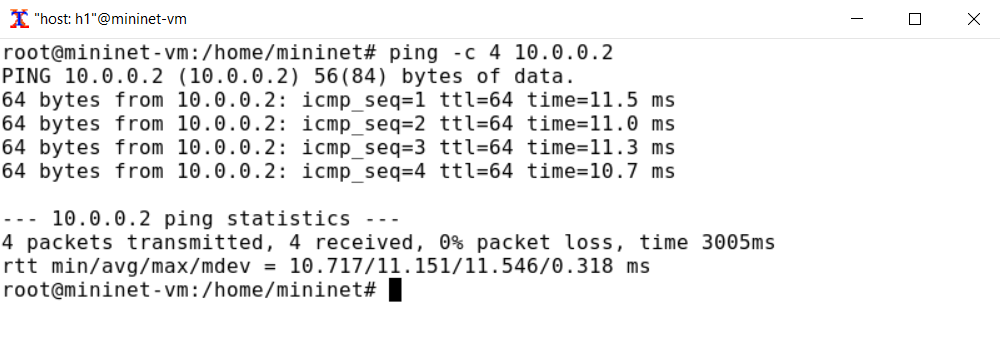 "host: h1"@mininet-vm
root@mininet-vm:/home/mininet# ping -c 4 10.0.0.2
PING 10.0.0.2 (10.0.0.2) 56(84) bytes of data.
64 bytes from 10.0.0.2: icmp_seq=1 ttl=64 time=11.5 ms
64 bytes from 10.0.0.2: icmp_seq=2 ttl=64 time=11.0 ms
64 bytes from 10.0.0.2: icmp_seq=3 ttl=64 time=11.3 ms
64 bytes from 10.0.0.2: icmp_seq=4 ttl=64 time=10.7 ms
--- 10.0.0.2 ping statistics ---
4 packets transmitted, 4 received, 0% packet loss, time 3005ms
rtt min/avg/max/mdev = 10.717/11.151/11.546/0.318 ms
root@mininet-vm:/home/mininet#